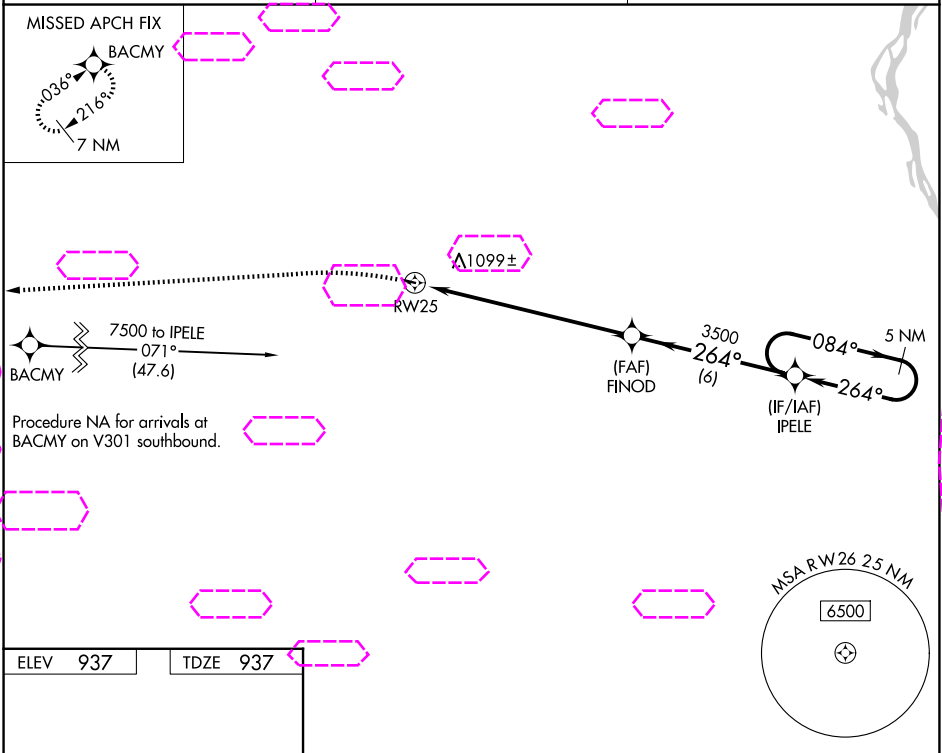 MISSED APCH FIX
BACMY
036°
216°
7 NM
1099±
RW25
7500 to IPELE
071°
(47.6)
BACMY
3500
264°
(6)
(FAF)
FINOD
084°
5 NM
264°
(IF/IAF)
IPELE
Procedure NA for arrivals at
BACMY on V301 southbound.
MSA RW26 25 NM
6500
ELEV 937
TDZE 937